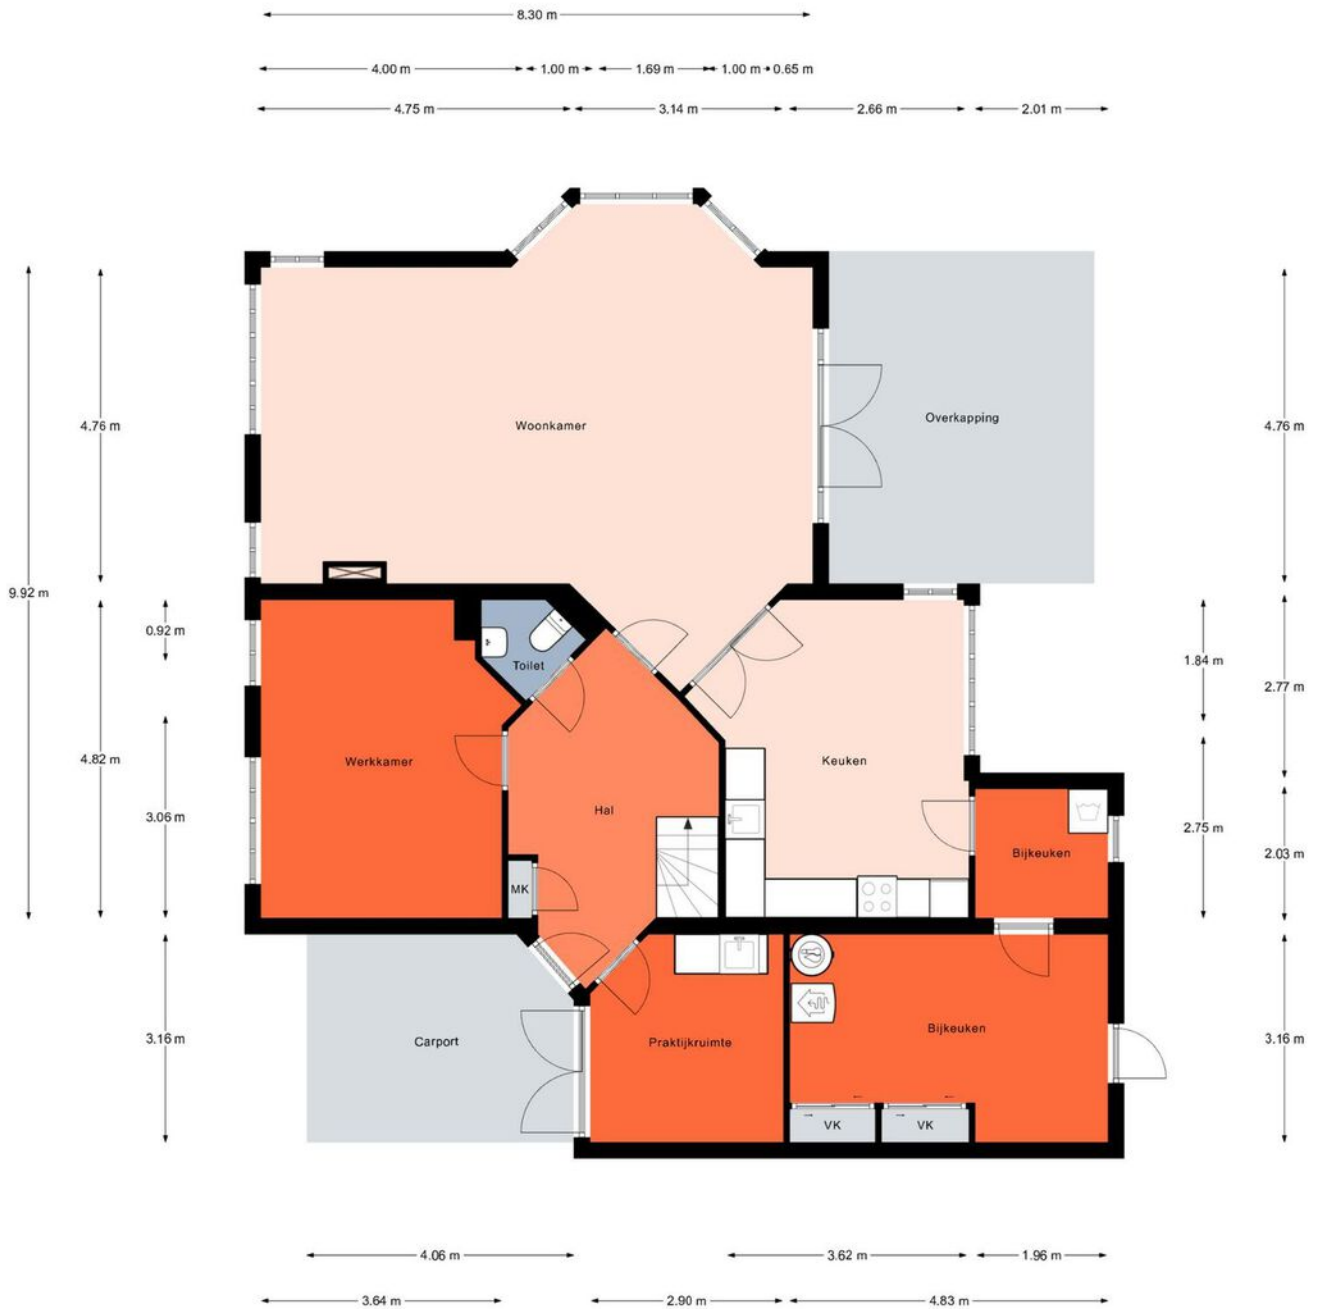 8.30 m
4.00 m 1.00 m 1.69 m 1.00 m 0.65 m
4.75 m 3.14 m 2.66 m 2.01 m
Woonkamer
Overkapping
4.76 m
4.76 m
9.92 m
0.92 m
Toilet
1.84 m
2.77 m
4.82 m
Werkkamer
Keuken
Hal
3.06 m
2.75 m
Bijkeuken
2.03 m
MK
3.16 m
Carport
Praktijkruimte
Bijkeuken
3.16 m
VK
VK
4.06 m 3.62 m 1.96 m
3.64 m 2.90 m 4.83 m